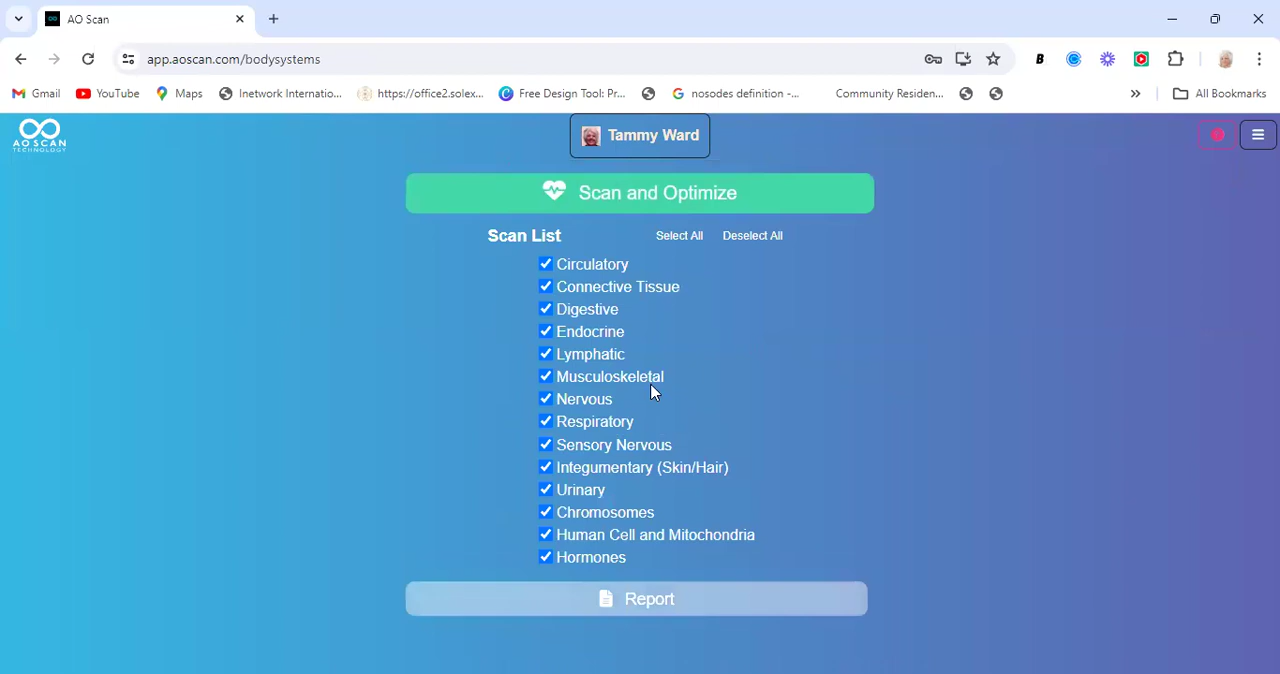 AO Scan
app.aoscan.com/bodysystems
B
Gmail YouTube Maps Inetwork Internatio... https://office2.solex... Free Design Tool: Pr... nosodes definition -... Community Residen... » All Bookmarks
AO SCAN
TECHNOLOGY
Tammy Ward
Scan and Optimize
Scan List Select All Deselect All
Circulatory
Connective Tissue
Digestive
Endocrine
Lymphatic
Musculoskeletal
Nervous
Respiratory
Sensory Nervous
Integumentary (Skin/Hair)
Urinary
Chromosomes
Human Cell and Mitochondria
Hormones
Report